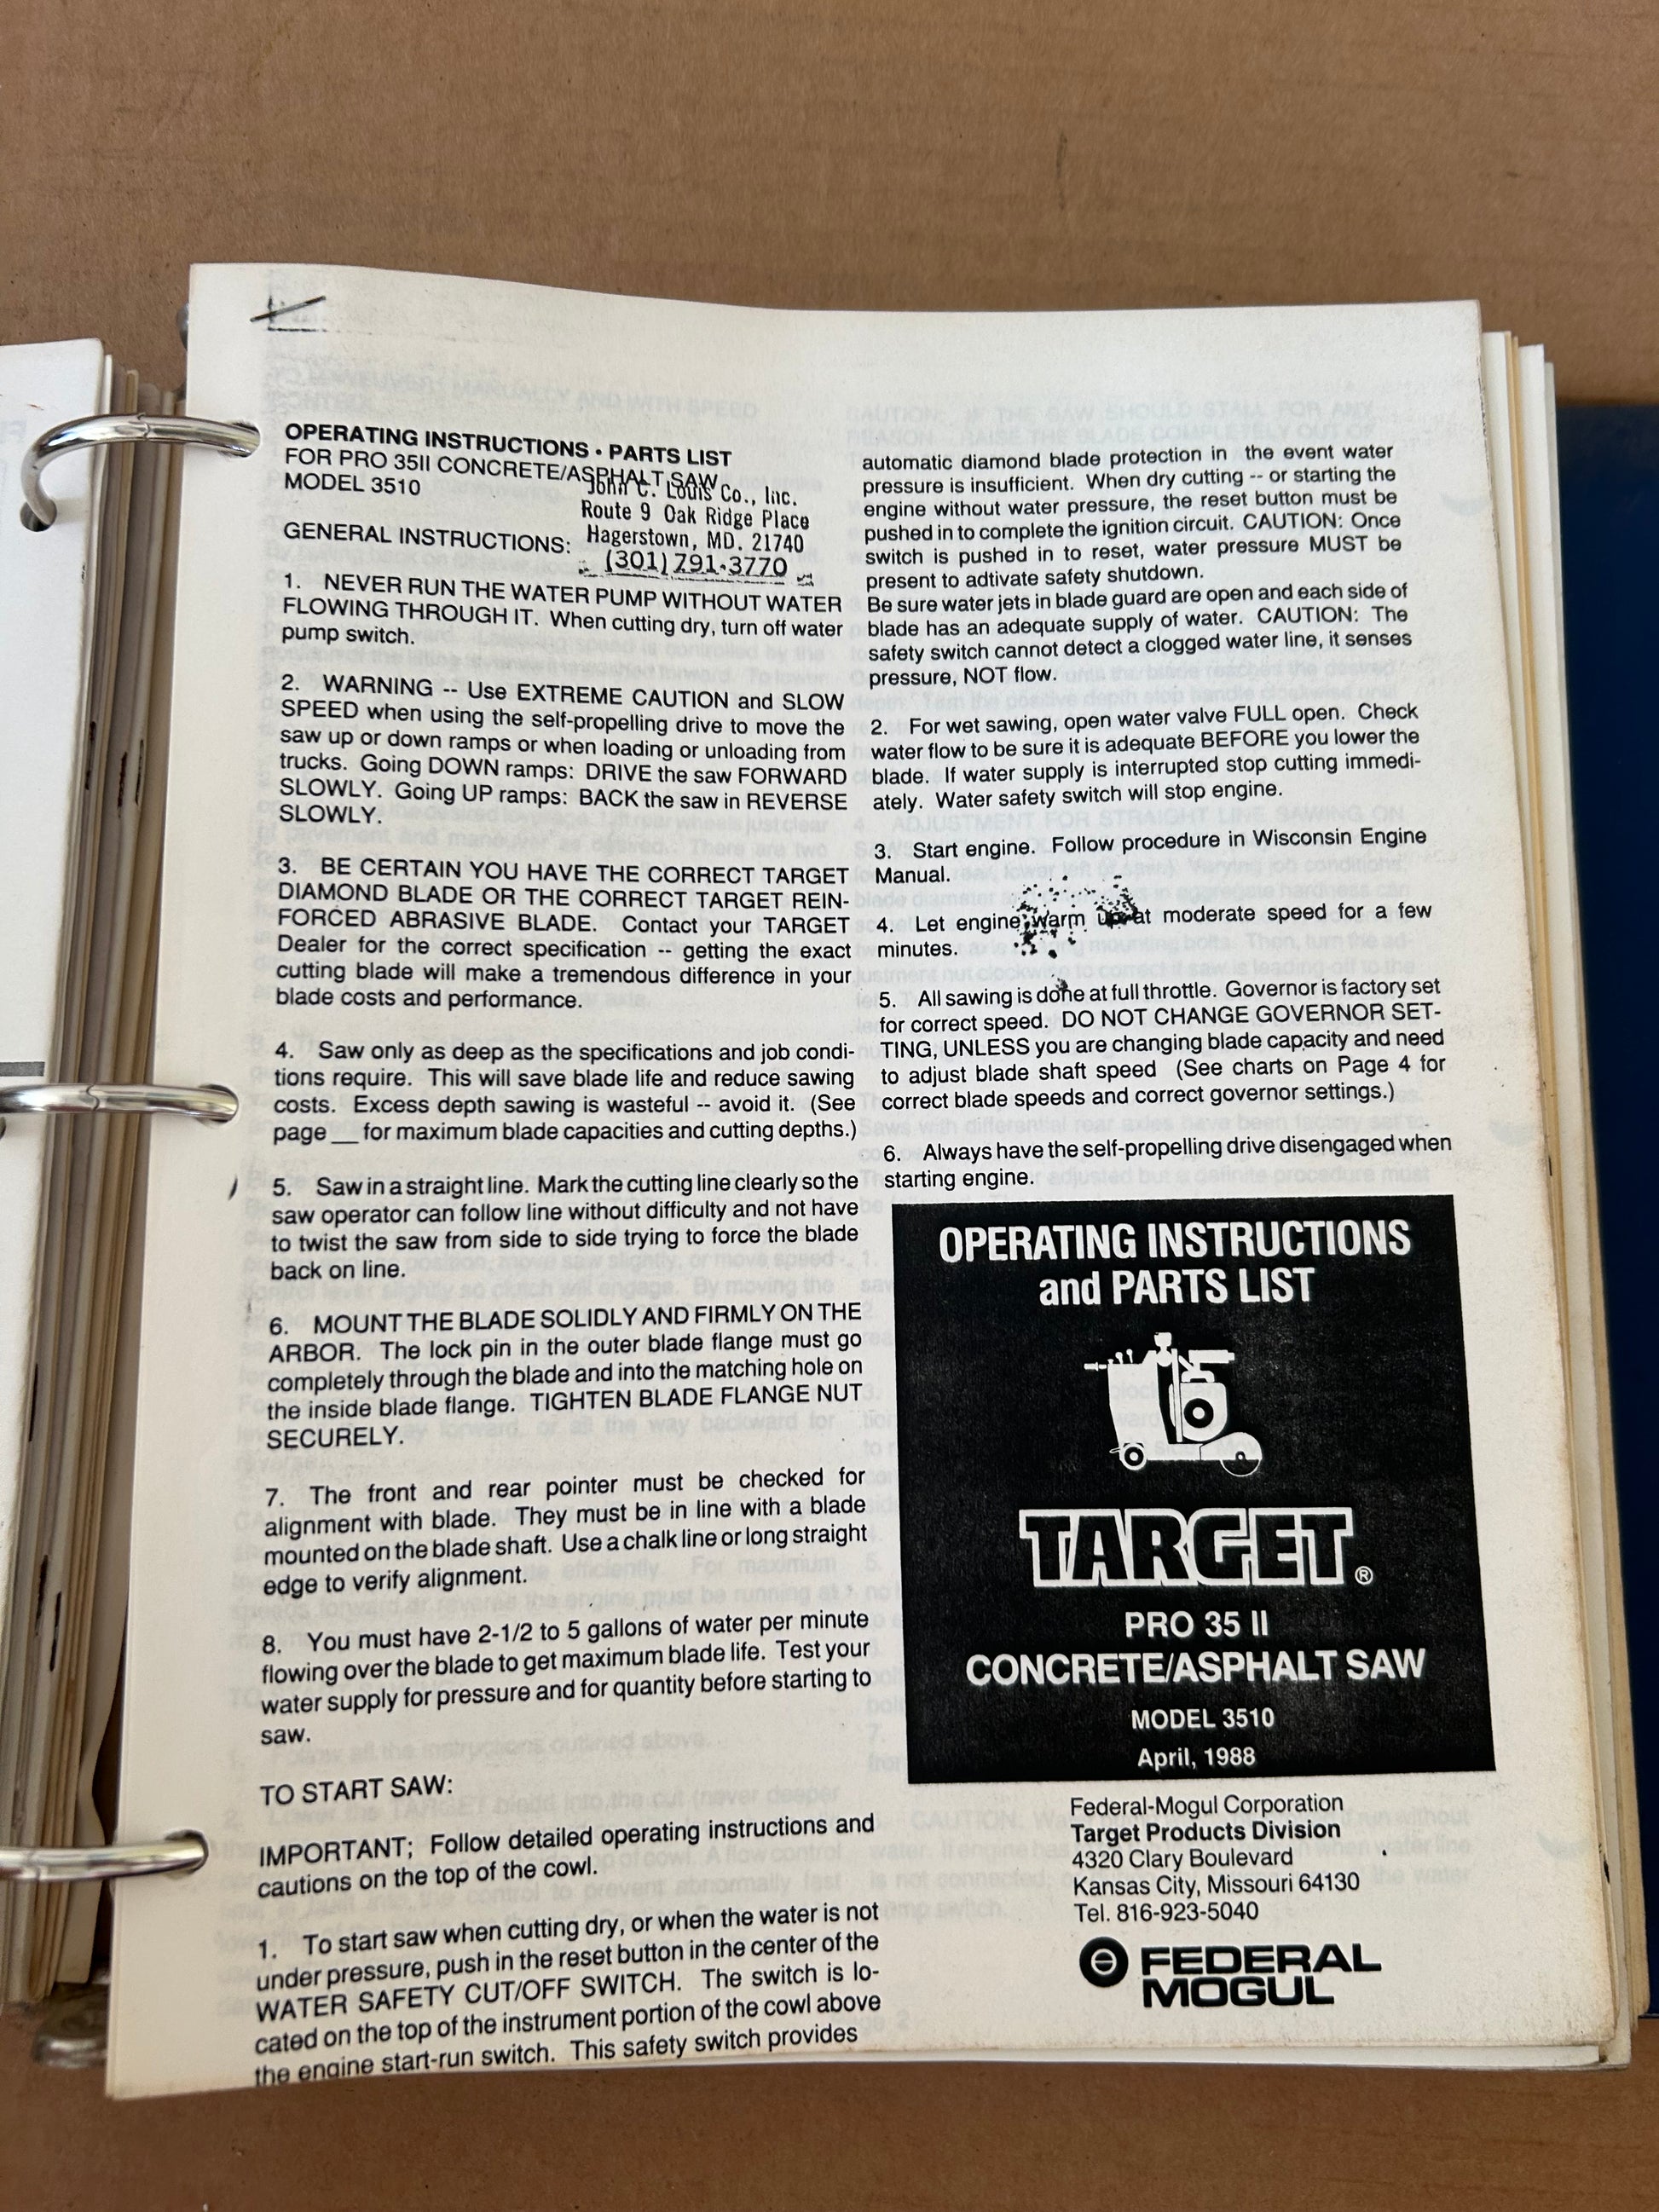 OPERATING INSTRUCTIONS • PARTS LIST
FOR PRO 35II CONCRETE/ASPHALT SAW
MODEL 3510
John C. Louis Co., Inc.
Route 9 Oak Ridge Place
Hagerstown, MD. 21740
(301) 791-3770
GENERAL INSTRUCTIONS:
1. NEVER RUN THE WATER PUMP WITHOUT WATER
FLOWING THROUGH IT. When cutting dry, turn off water
pump switch.
2. WARNING -- Use EXTREME CAUTION and SLOW
SPEED when using the self-propelling drive to move the
saw up or down ramps or when loading or unloading from
trucks. Going DOWN ramps: DRIVE the saw FORWARD
SLOWLY. Going UP ramps: BACK the saw in REVERSE
SLOWLY.
3. BE CERTAIN YOU HAVE THE CORRECT TARGET
DIAMOND BLADE OR THE CORRECT TARGET REIN-
FORCED ABRASIVE BLADE. Contact your TARGET
Dealer for the correct specification -- getting the exact
cutting blade will make a tremendous difference in your
blade costs and performance.
4. Saw only as deep as the specifications and job condi-
tions require. This will save blade life and reduce sawing
costs. Excess depth sawing is wasteful -- avoid it. (See
page __ for maximum blade capacities and cutting depths.)
5. Saw in a straight line. Mark the cutting line clearly so the
saw operator can follow line without difficulty and not have
to twist the saw from side to side trying to force the blade
back on line.
6. MOUNT THE BLADE SOLIDLY AND FIRMLY ON THE
ARBOR. The lock pin in the outer blade flange must go
completely through the blade and into the matching hole on
the inside blade flange. TIGHTEN BLADE FLANGE NUT
SECURELY.
7. The front and rear pointer must be checked for
alignment with blade. They must be in line with a blade
mounted on the blade shaft. Use a chalk line or long straight
edge to verify alignment.
8. You must have 2-1/2 to 5 gallons of water per minute
flowing over the blade to get maximum blade life. Test your
water supply for pressure and for quantity before starting to
saw.
TO START SAW:
IMPORTANT; Follow detailed operating instructions and
cautions on the top of the cowl.
1. To start saw when cutting dry, or when the water is not
under pressure, push in the reset button in the center of the
WATER SAFETY CUT/OFF SWITCH. The switch is lo-
cated on the top of the instrument portion of the cowl above
the engine start-run switch. This safety switch provides
automatic diamond blade protection in the event water
pressure is insufficient. When dry cutting -- or starting the
engine without water pressure, the reset button must be
pushed in to complete the ignition circuit. CAUTION: Once
switch is pushed in to reset, water pressure MUST be
present to adtivate safety shutdown.
Be sure water jets in blade guard are open and each side of
blade has an adequate supply of water. CAUTION: The
safety switch cannot detect a clogged water line, it senses
pressure, NOT flow.
2. For wet sawing, open water valve FULL open. Check
water flow to be sure it is adequate BEFORE you lower the
blade. If water supply is interrupted stop cutting immedi-
ately. Water safety switch will stop engine.
3. Start engine. Follow procedure in Wisconsin Engine
Manual.
4. Let engine warm up at moderate speed for a few
minutes.
5. All sawing is done at full throttle. Governor is factory set
for correct speed. DO NOT CHANGE GOVERNOR SET-
TING, UNLESS you are changing blade capacity and need
to adjust blade shaft speed (See charts on Page 4 for
correct blade speeds and correct governor settings.)
6. Always have the self-propelling drive disengaged when
starting engine.
OPERATING INSTRUCTIONS
and PARTS LIST
TARGET®
PRO 35 II
CONCRETE/ASPHALT SAW
MODEL 3510
April, 1988
Federal-Mogul Corporation
Target Products Division
4320 Clary Boulevard
Kansas City, Missouri 64130
Tel. 816-923-5040
FEDERAL
MOGUL